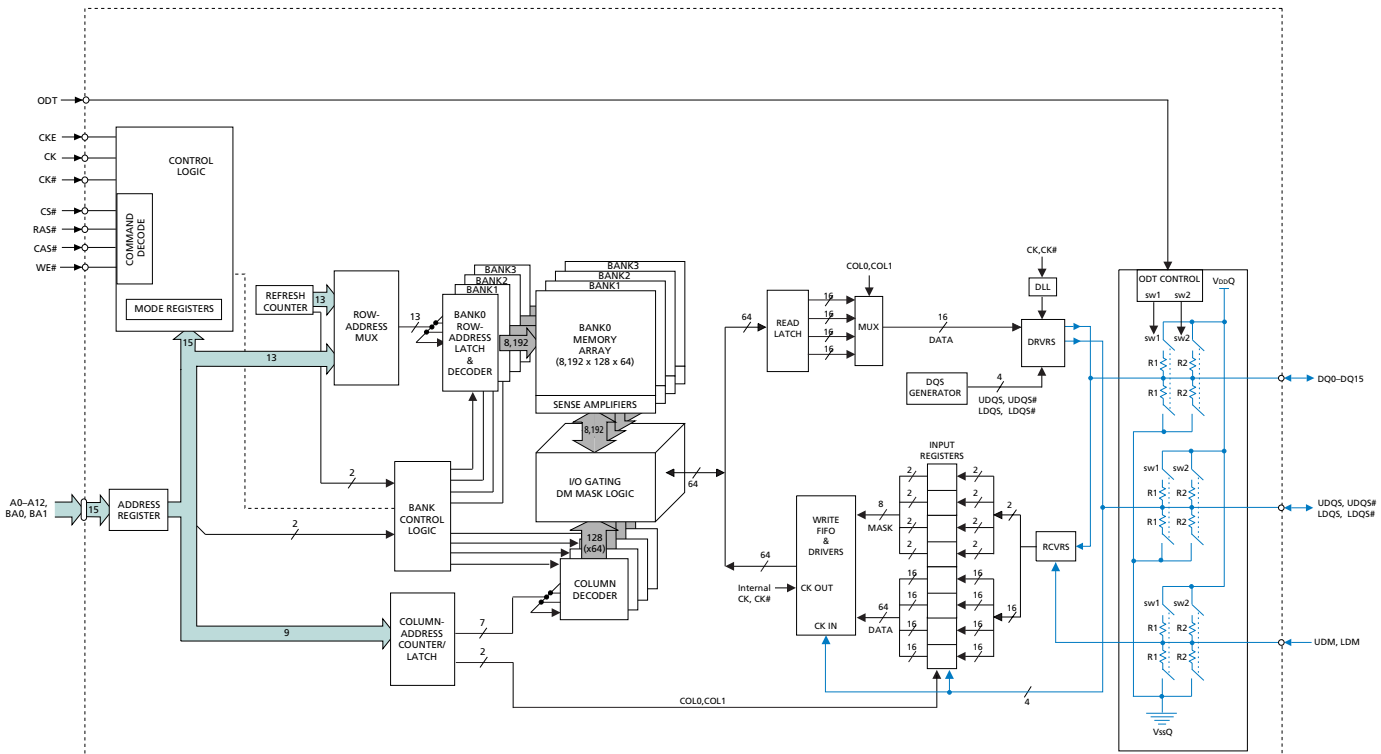 ODT
CKE
CK
CK#
CS#
RAS#
CAS#
WE#
CONTROL
LOGIC
COMMAND
DECODE
MODE REGISTERS
15
13
REFRESH
COUNTER
13
ROW-
ADDRESS
MUX
13
BANK3
BANK2
BANK1
BANK0
ROW-
ADDRESS
LATCH
&
DECODER
8,192
BANK3
BANK2
BANK1
BANK0
MEMORY
ARRAY
(8,192 x 128 x 64)
SENSE AMPLIFIERS
8,192
I/O GATING
DM MASK LOGIC
64
128
(x64)
COLUMN
DECODER
A0–A12,
BA0, BA1
15
ADDRESS
REGISTER
2
2
BANK
CONTROL
LOGIC
9
COLUMN-
ADDRESS
COUNTER/
LATCH
7
2
COL0,COL1
64
READ
LATCH
16
16
16
16
COL0,COL1
MUX
16
DATA
CK,CK#
DLL
DRVRS
DQS
GENERATOR
4
UDQS, UDQS#
LDQS, LDQS#
INPUT
REGISTERS
64
Internal
CK, CK#
WRITE
FIFO
&
DRIVERS
CK OUT
CK IN
8
MASK
64
DATA
2
2
2
2
16
16
16
16
2
2
2
2
16
16
16
16
2
16
RCVRS
4
ODT CONTROL
sw1
sw2
VDDQ
sw1
sw2
R1
R2
R1
R2
sw1
sw2
R1
R2
R1
R2
sw1
sw2
R1
R2
R1
R2
VssQ
DQ0–DQ15
UDQS, UDQS#
LDQS, LDQS#
UDM, LDM